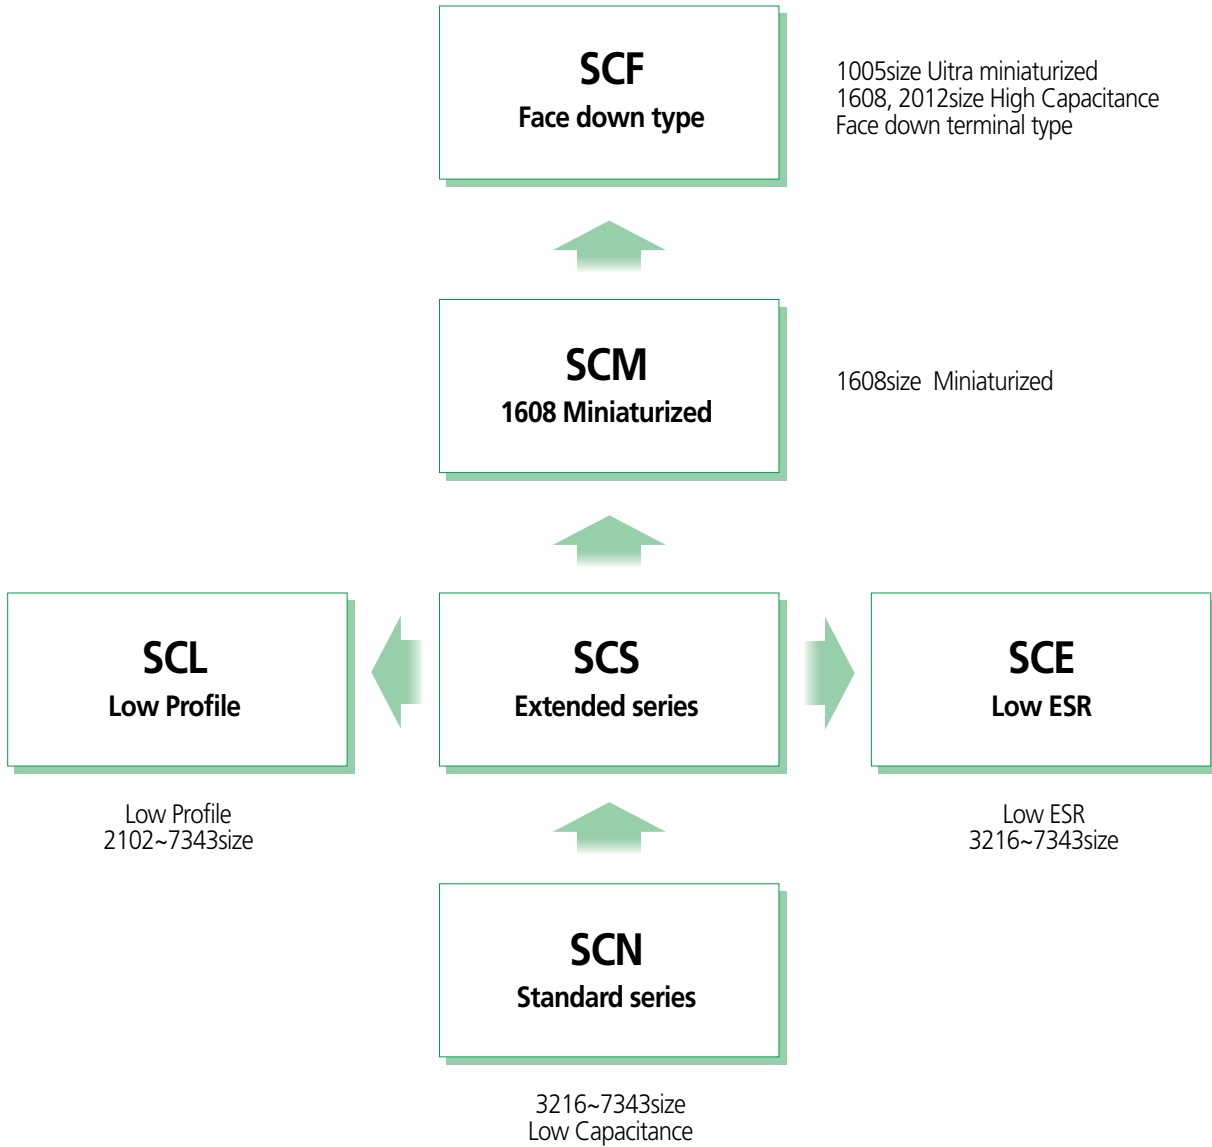 SCF
Face down type
1005size Uitra miniaturized
1608, 2012size High Capacitance
Face down terminal type
SCM
1608 Miniaturized
1608size Miniaturized
SCL
Low Profile
Low Profile
2102~7343size
SCS
Extended series
SCE
Low ESR
Low ESR
3216~7343size
SCN
Standard series
3216~7343size
Low Capacitance